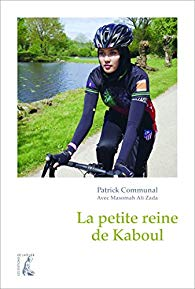 Patrick Communal
Avec Masomah Ali Zada
La petite reine
de Kaboul